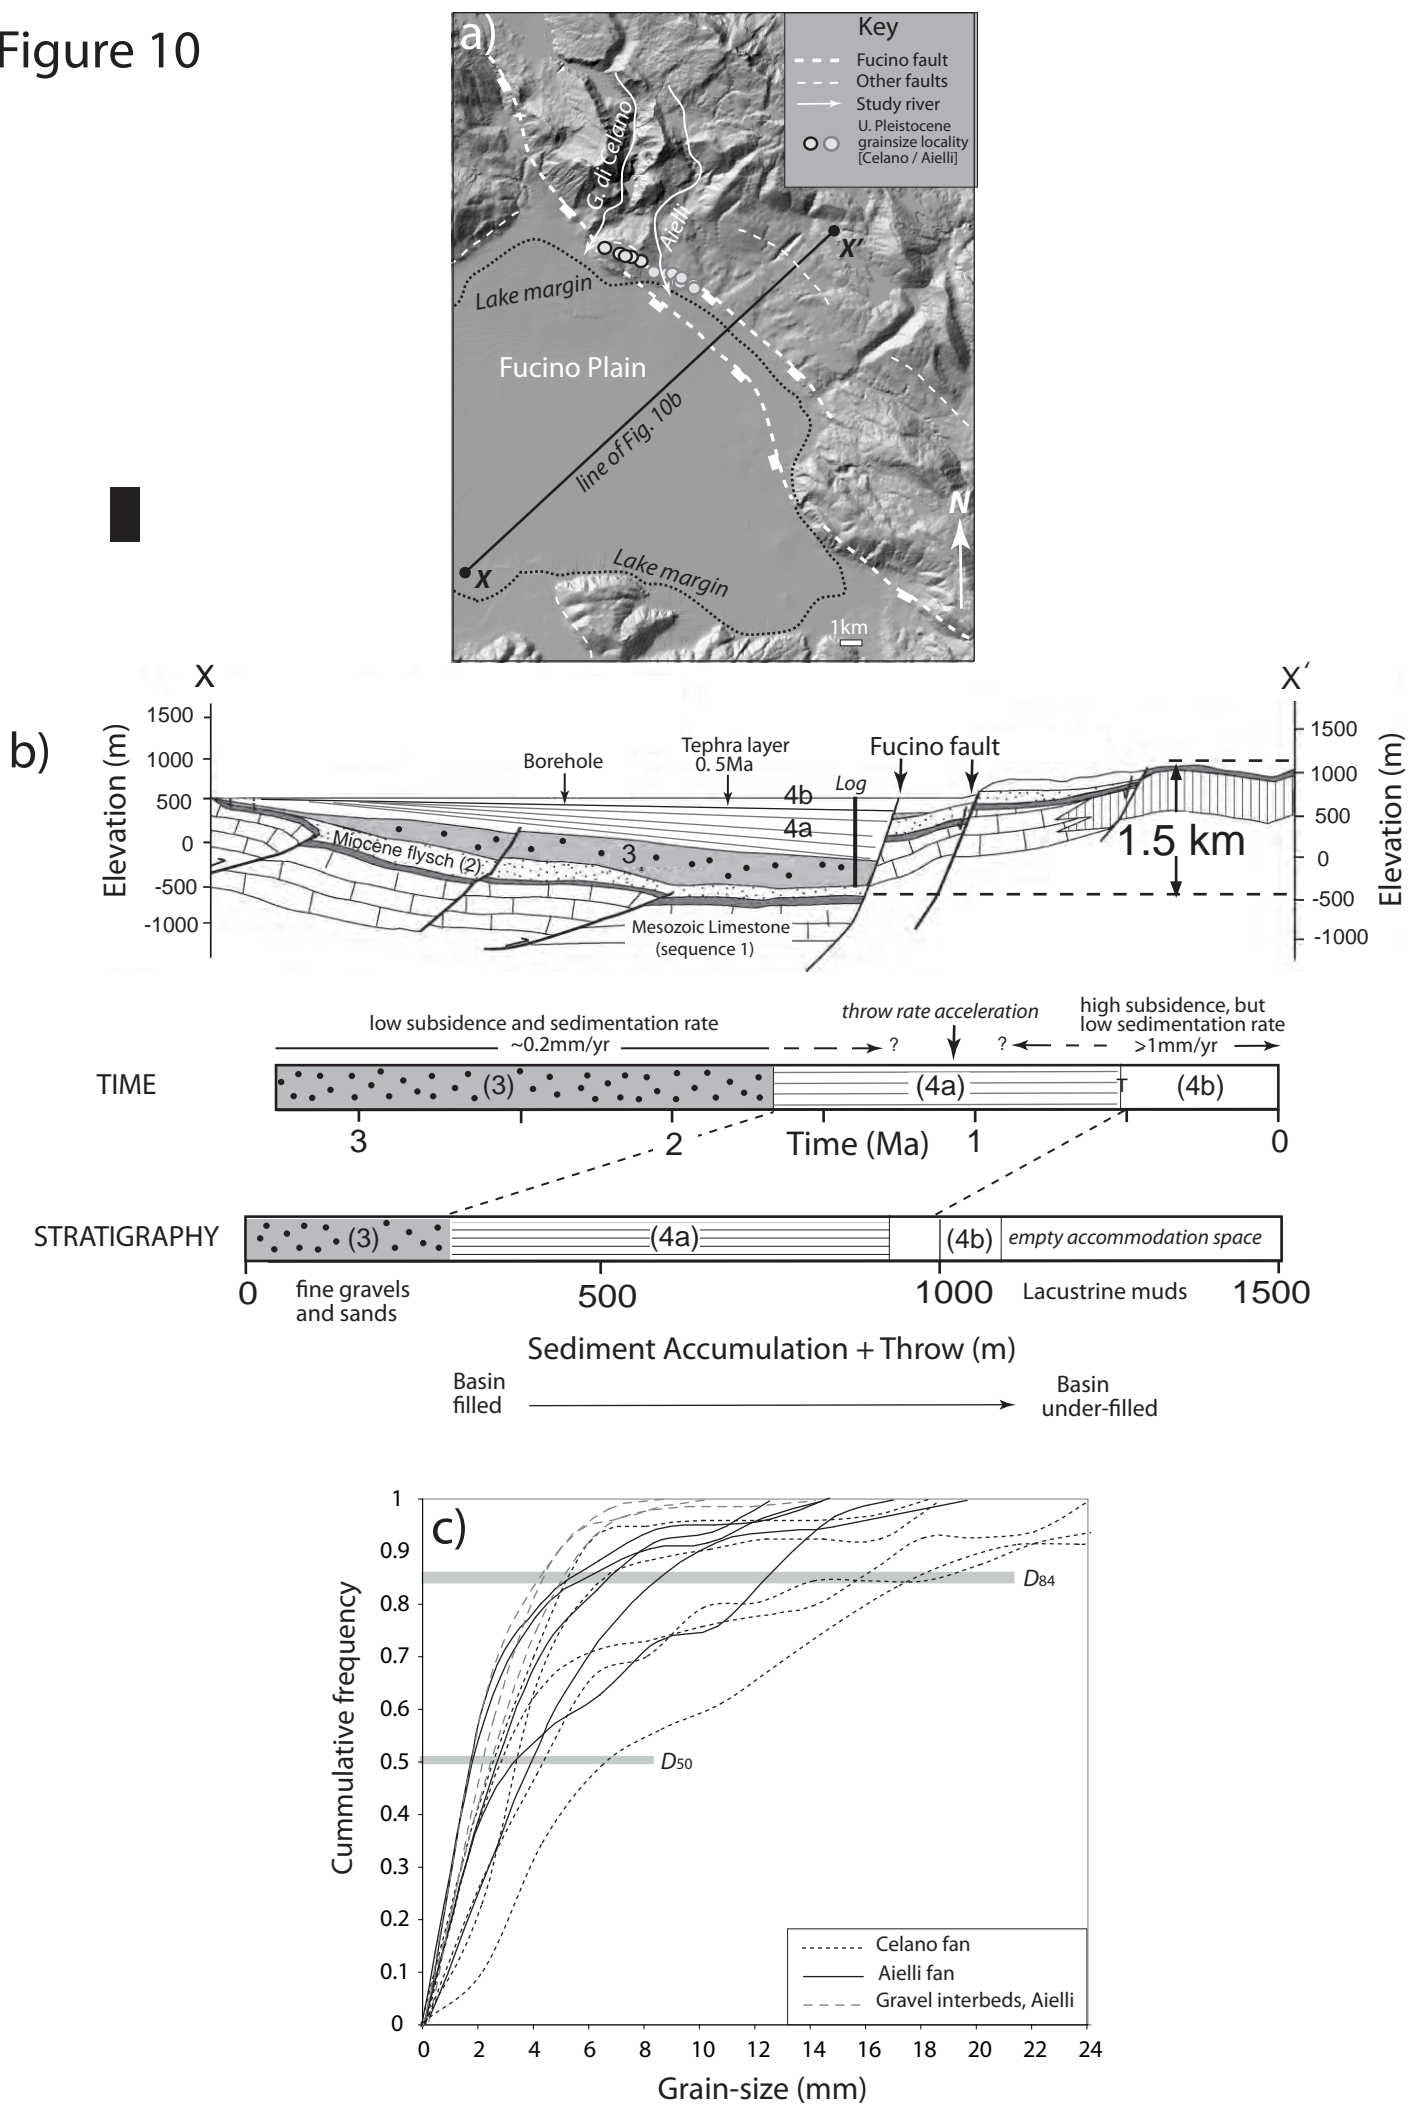 Figure 10
a)
Key
Fucino fault
Other faults
Study river
U. Pleistocene
grainsize locality
[Celano / Aielli]
G. di Celano
Aielli
X'
Lake margin
Fucino Plain
line of Fig. 10b
N
X
Lake margin
1km
X
X'
b)
Elevation (m)
1500
1000
500
0
-500
-1000
Borehole
Tephra layer
0. 5Ma
Fucino fault
Log
4b
4a
3
Miocene flysch (2)
Mesozoic Limestone
(sequence 1)
1.5 km
1500
1000
500
0
-500
-1000
Elevation (m)
low subsidence and sedimentation rate
~0.2mm/yr
?
throw rate acceleration
?
high subsidence, but
low sedimentation rate
>1mm/yr
TIME
(3)
(4a)
T
(4b)
3
2
Time (Ma)
1
0
STRATIGRAPHY
(3)
(4a)
(4b)
empty accommodation space
0
500
1000
1500
fine gravels
and sands
Lacustrine muds
Sediment Accumulation + Throw (m)
Basin
filled
Basin
under-filled
c)
Cummulative frequency
1
0.9
0.8
0.7
0.6
0.5
0.4
0.3
0.2
0.1
0
D84
D50
Celano fan
Aielli fan
Gravel interbeds, Aielli
0 2 4 6 8 10 12 14 16 18 20 22 24
Grain-size (mm)